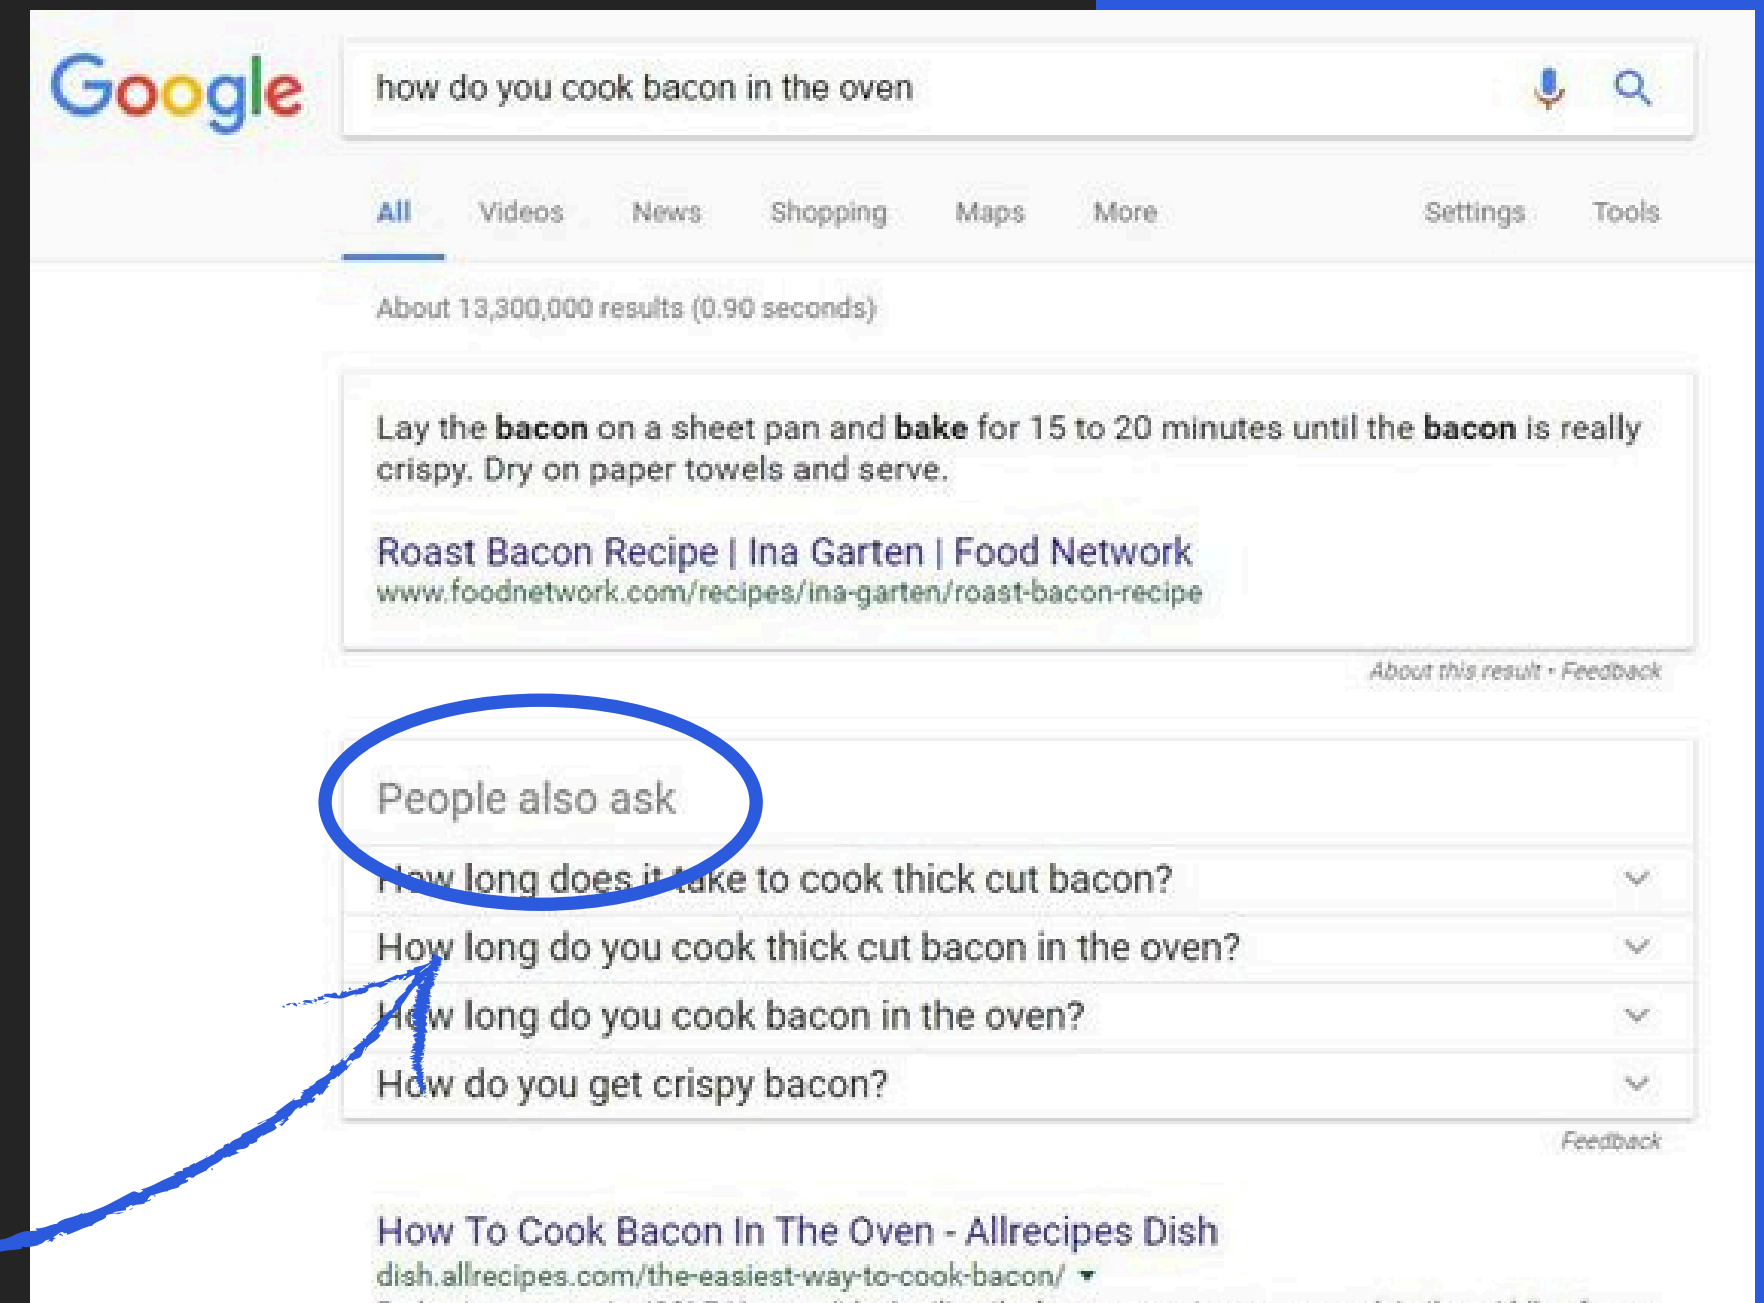 Google
how do you cook bacon in the oven
All Videos News Shopping Maps More Settings Tools
About 13,300,000 results (0.90 seconds)
Lay the bacon on a sheet pan and bake for 15 to 20 minutes until the bacon is really
crispy. Dry on paper towels and serve.
Roast Bacon Recipe | Ina Garten | Food Network
www.foodnetwork.com/recipes/ina-garten/roast-bacon-recipe
About this result • Feedback
People also ask
How long does it take to cook thick cut bacon?
How long do you cook thick cut bacon in the oven?
How long do you cook bacon in the oven?
How do you get crispy bacon?
Feedback
How To Cook Bacon In The Oven - Allrecipes Dish
dish.allrecipes.com/the-easiest-way-to-cook-bacon/